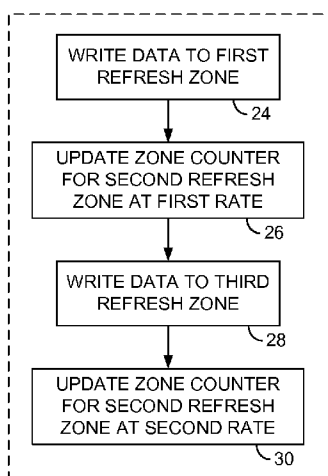 WRITE DATA TO FIRST
REFRESH ZONE
24
UPDATE ZONE COUNTER
FOR SECOND REFRESH
ZONE AT FIRST RATE
26
WRITE DATA TO THIRD
REFRESH ZONE
28
UPDATE ZONE COUNTER
FOR SECOND REFRESH
ZONE AT SECOND RATE
30